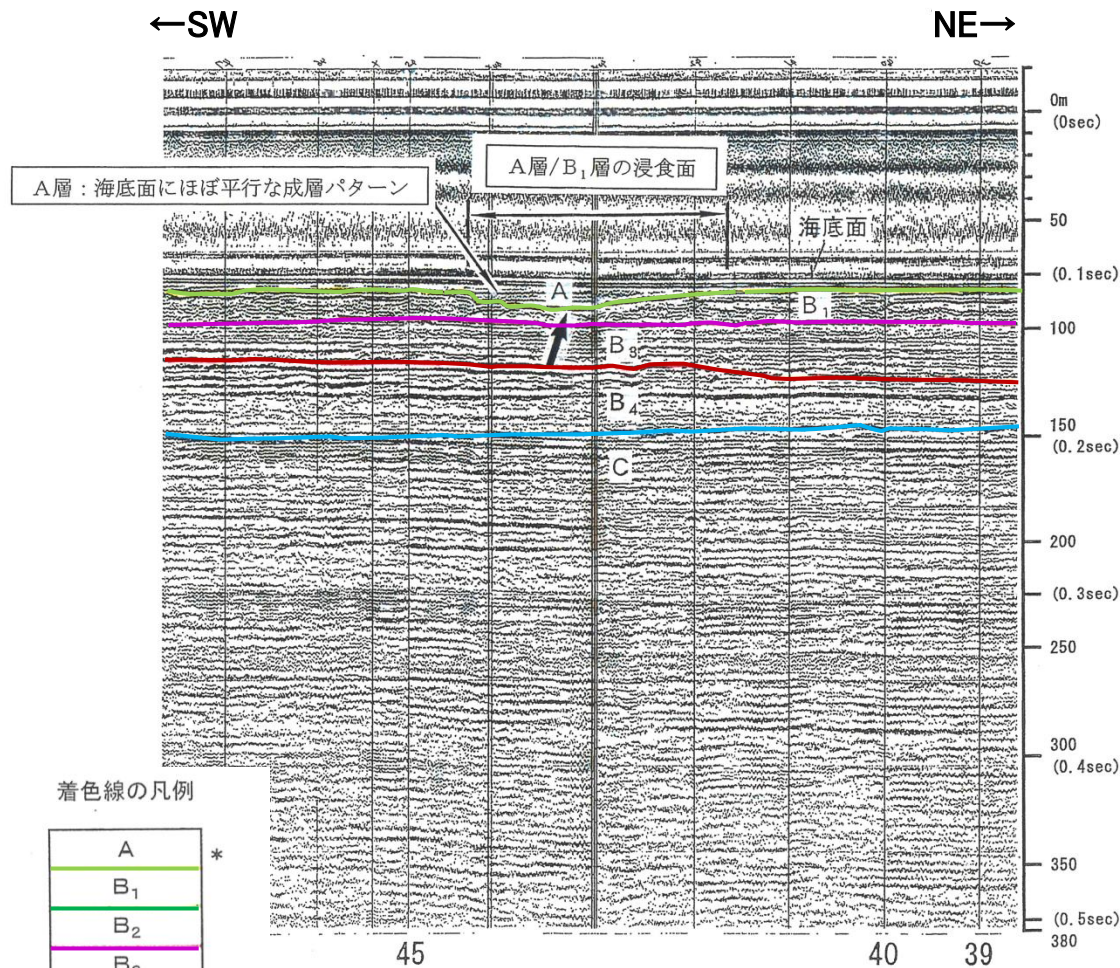 ←SW
NE→
0m
(0sec)
A層/B₁層の浸食面
A層：海底面にほぼ平行な成層パターン
50
海底面
(0.1sec)
A
B₁
100
B₃
B₄
150
(0.2sec)
C
200
(0.3sec)
250
300
(0.4sec)
着色線の凡例
A
*
B₁
350
B₂
(0.5sec)
380
45
40
39